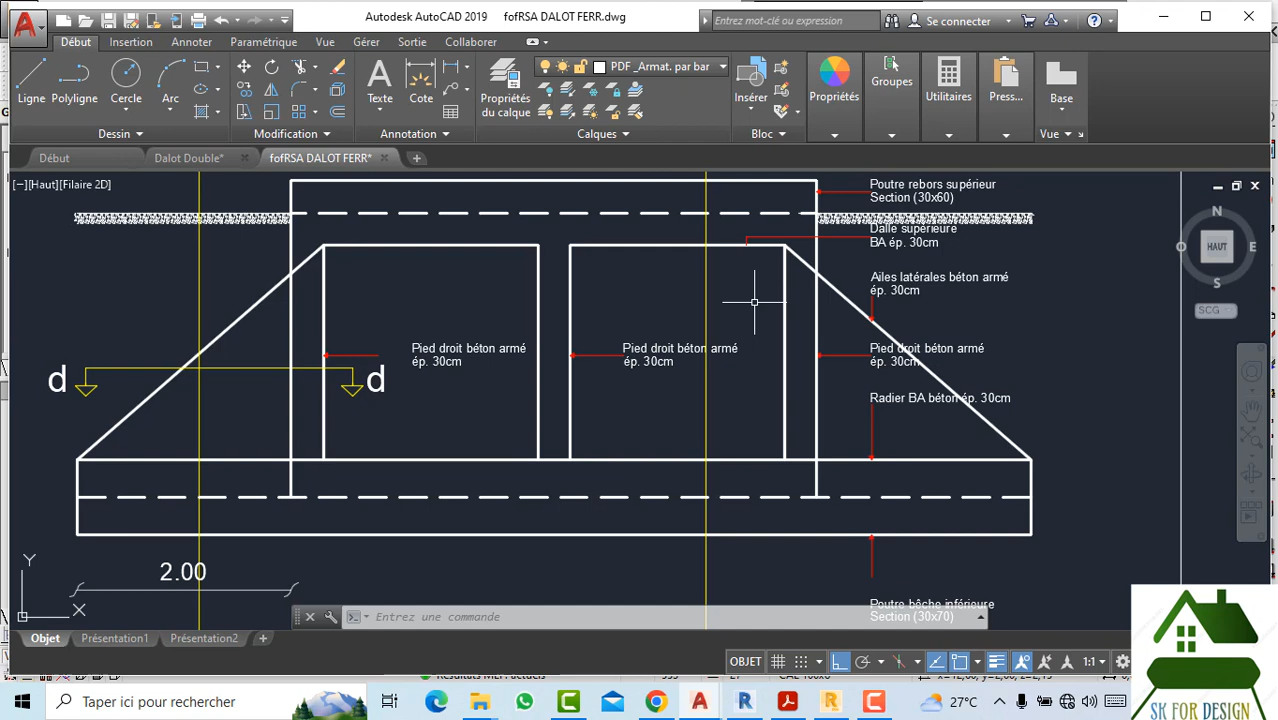 Autodesk AutoCAD 2019 fofRSA DALOT FERR.dwg
Entrez mot-clé ou expression
Se connecter
Début Insertion Annoter Paramétrique Vue Gérer Sortie Collaborer
PDF _Armat. par bar
Ligne Polyligne Cercle Arc
Texte Cote
Propriétés
du calque
Insérer
Propriétés
Groupes
Utilitaires
Press...
Base
Dessin Modification Annotation Calques Bloc Vue
Début Dalot Double* fofRSA DALOT FERR*
[−][Haut][Filaire 2D]
Poutre rebors supérieur
Section (30x60)
Dalle supérieure
BA ép. 30cm
N
O HAUT E
S
SCG
Ailes latérales béton armé
ép. 30cm
Pied droit béton armé
ép. 30cm
Pied droit béton armé
ép. 30cm
Pied droit béton armé
ép. 30cm
d d
Radier BA béton ép. 30cm
2.00
Y
X
Poutre bêche inférieure
Section (30x70)
Entrez une commande
Objet Présentation1 Présentation2
OBJET
1:1
Taper ici pour rechercher
27°C
SK FOR DESIGN